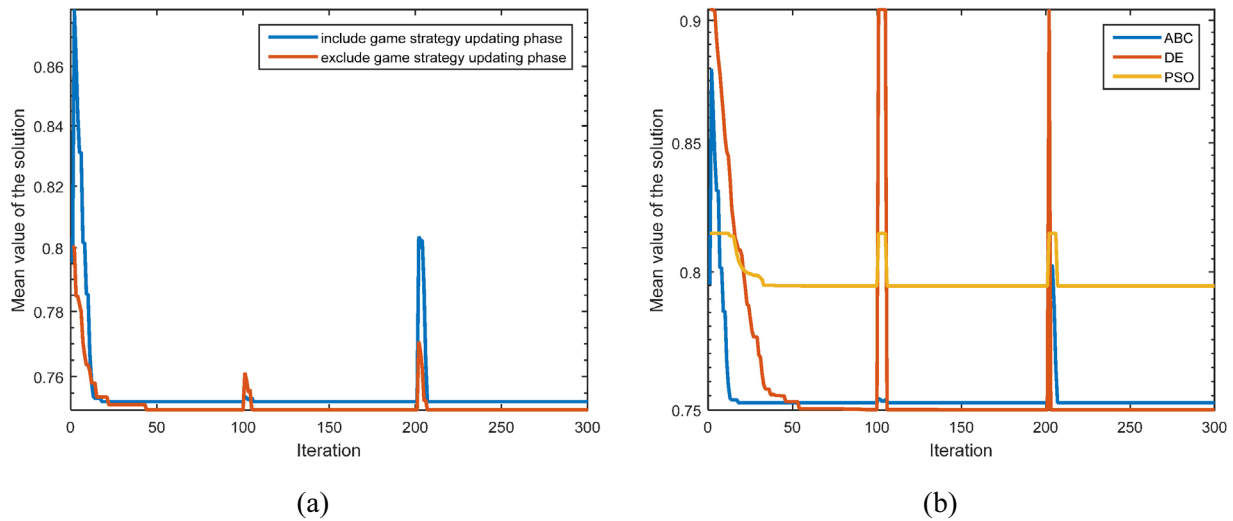 include game strategy updating phase
exclude game strategy updating phase
Mean value of the solution
0.86
0.84
0.82
0.8
0.78
0.76
0
50
100
150
200
250
300
Iteration
(a)
ABC
DE
PSO
Mean value of the solution
0.9
0.85
0.8
0.75
0
50
100
150
200
250
300
Iteration
(b)